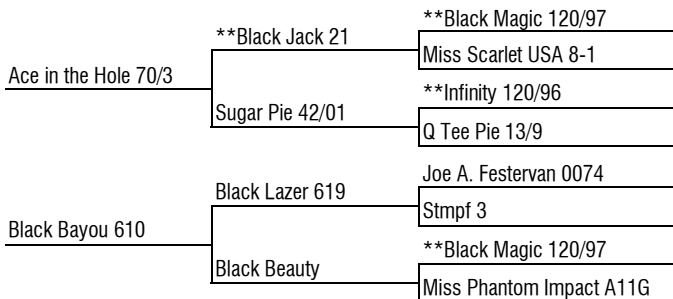 **Black Magic 120/97
**Black Jack 21
Miss Scarlet USA 8-1
Ace in the Hole 70/3
**Infinity 120/96
Sugar Pie 42/01
Q Tee Pie 13/9
Joe A. Festervan 0074
Black Lazer 619
Stmpf 3
Black Bayou 610
**Black Magic 120/97
Black Beauty
Miss Phantom Impact A11G